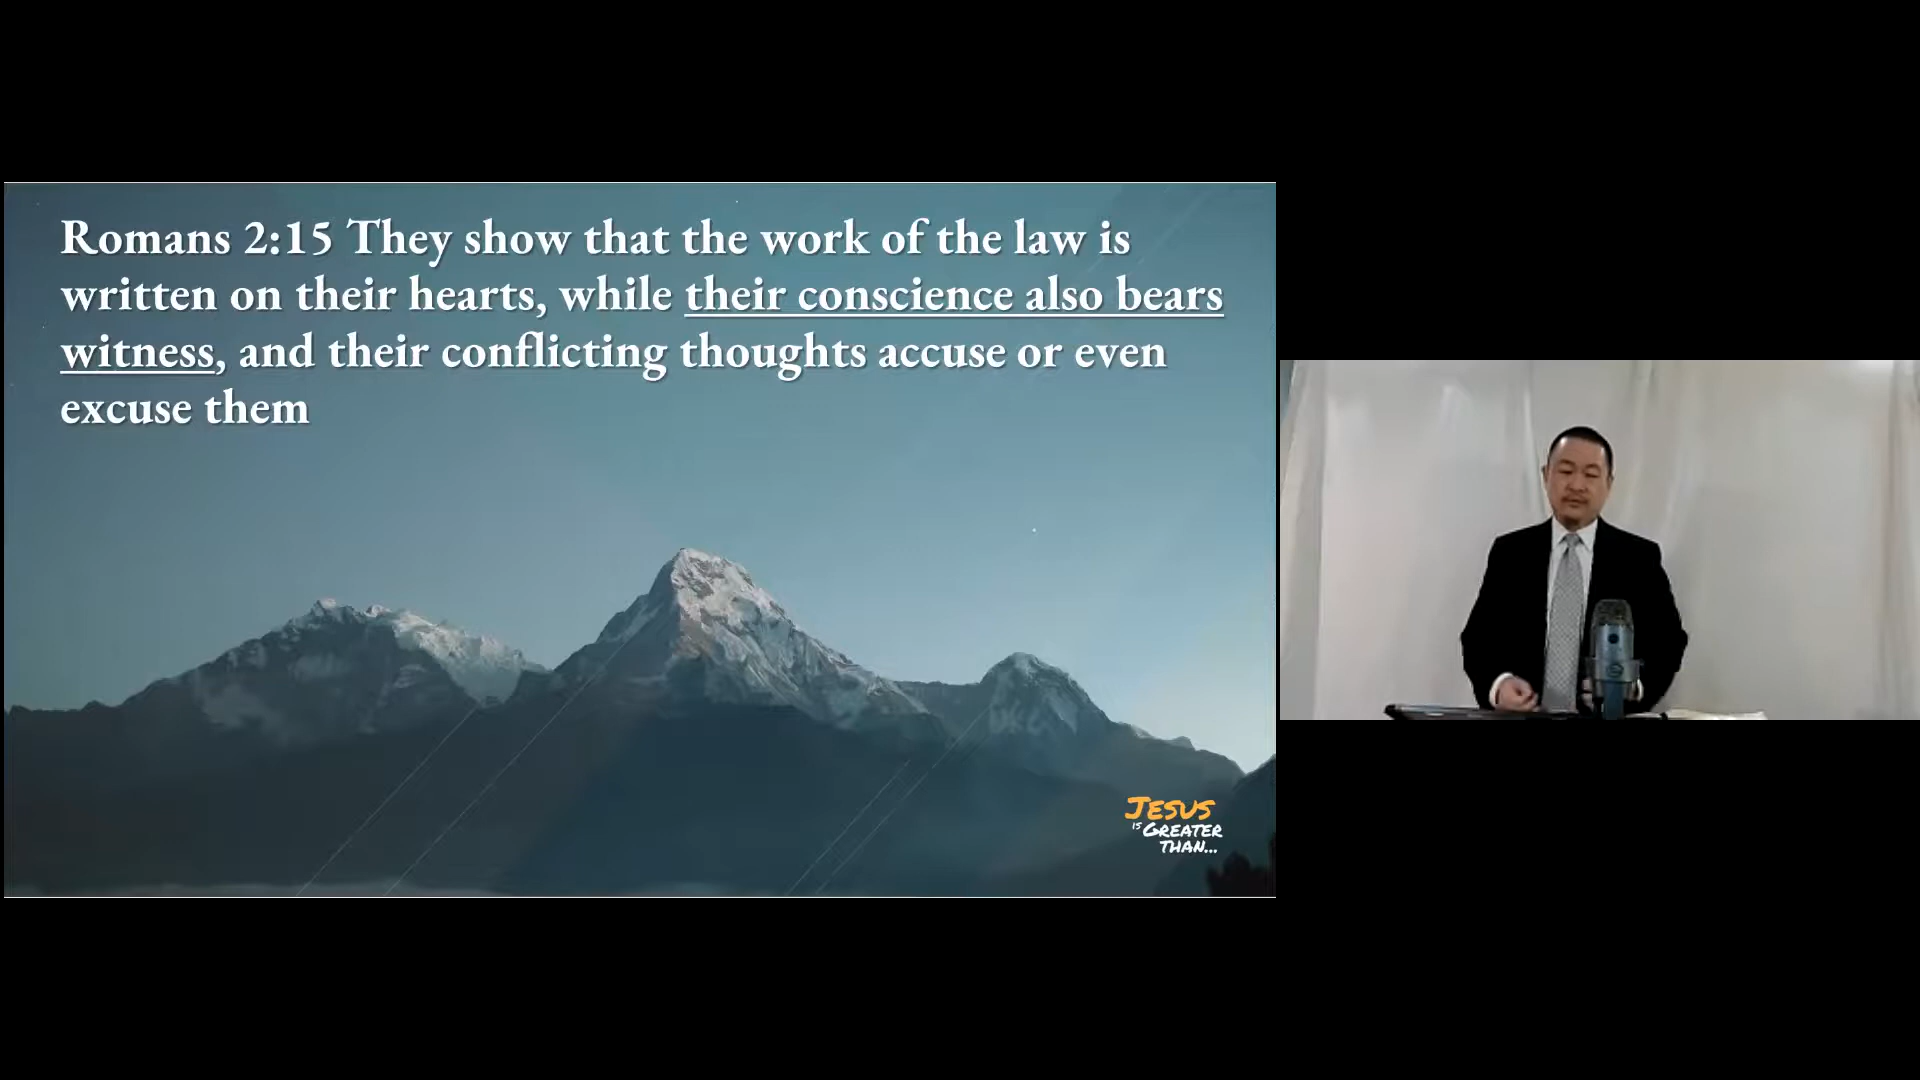 Romans 2:15 They show that the work of the law is
written on their hearts, while their conscience also bears
witness, and their conflicting thoughts accuse or even
excuse them
JESUS
IS GREATER
THAN...